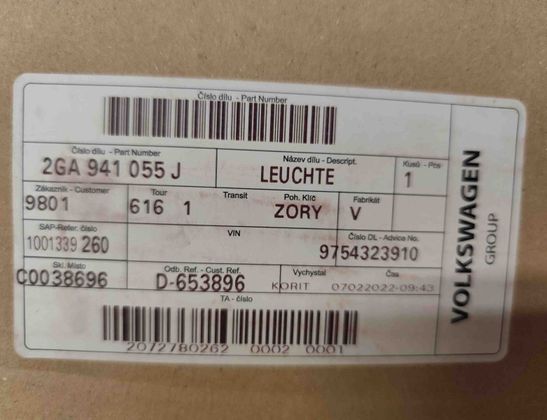 Číslo dílu - Part Number
Číslo dílu - Part Number
Název dílu - Descript.
Kusů - Pcs
2GA 941 055 J
LEUCHTE
1
Zákazník - Customer
Tour
Transit
Poh. Klíč
Fabrikát
9801
616 1
ZORY
V
SAP-Refer. číslo
VIN
Číslo DL - Advice No.
1001339 260
9754323910
Skl. Místo
Odb. Ref. - Cust. Ref.
Vychystal
Čas
C0038696
D-653896
KORIT
07022022-09:43
TA - číslo
2072780262 0002 0001
VOLKSWAGEN
GROUP